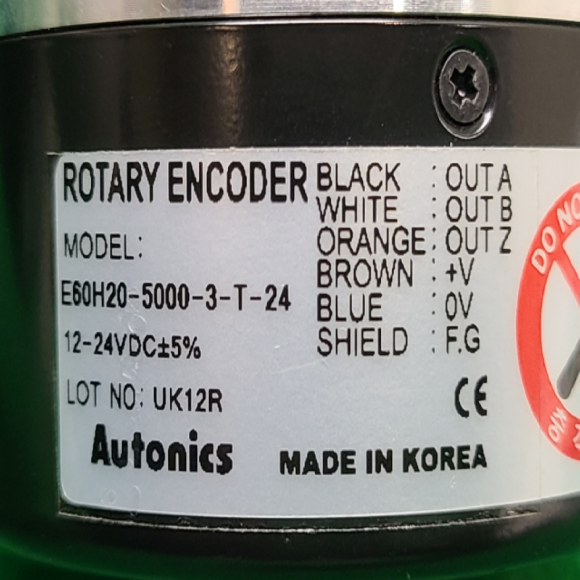 ROTARY ENCODER
MODEL:
E60H20-5000-3-T-24
12-24VDC±5%
LOT NO: UK12R
Autonics
BLACK : OUT A
WHITE : OUT B
ORANGE : OUT Z
BROWN : +V
BLUE : 0V
SHIELD : F.G
CE
MADE IN KOREA
DO NO